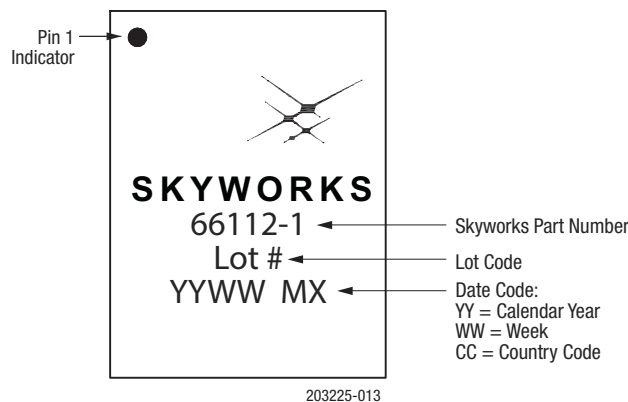 Pin 1
Indicator
SKYWORKS
66112-1
Skyworks Part Number
Lot #
Lot Code
YYWW MX
Date Code:
YY = Calendar Year
WW = Week
CC = Country Code
203225-013